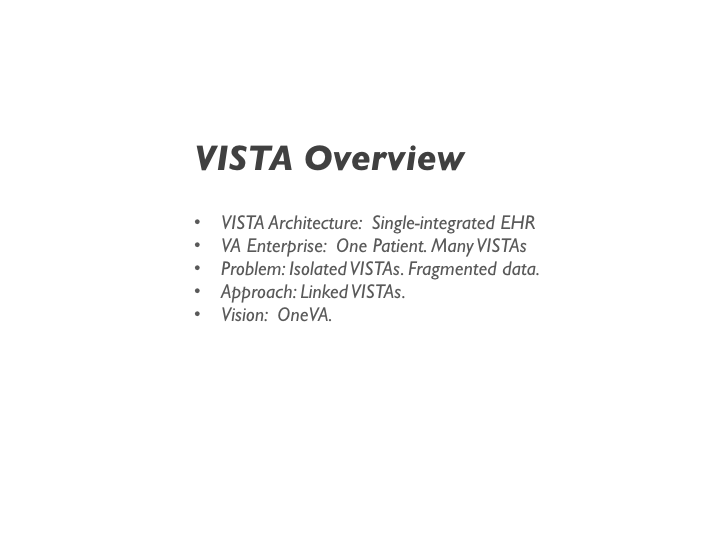 VISTA Overview
• VISTA Architecture:  Single-integrated EHR
• VA Enterprise:  One Patient. Many VISTAs
• Problem: Isolated VISTAs. Fragmented data.
• Approach: Linked VISTAs.
• Vision:  OneVA.